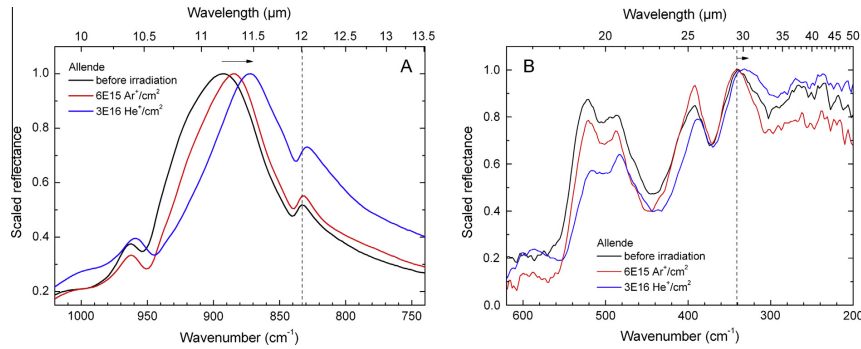 Wavelength (µm)
10 10.5 11 11.5 12 12.5 13 13.5
Scaled reflectance
1.0
0.8
0.6
0.4
0.2
Allende
before irradiation
6E15 Ar⁺/cm²
3E16 He⁺/cm²
A
1000 950 900 850 800 750
Wavenumber (cm⁻¹)
Wavelength (µm)
20 25 30 35 40 45 50
Scaled reflectance
1.0
0.8
0.6
0.4
0.2
0.0
B
Allende
before irradiation
6E15 Ar⁺/cm²
3E16 He⁺/cm²
600 500 400 300 200
Wavenumber (cm⁻¹)